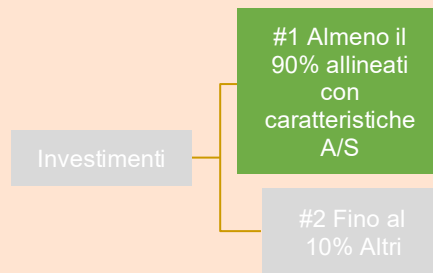 #1 Almeno il
90% allineati
con
caratteristiche
A/S
Investimenti
#2 Fino al
10% Altri